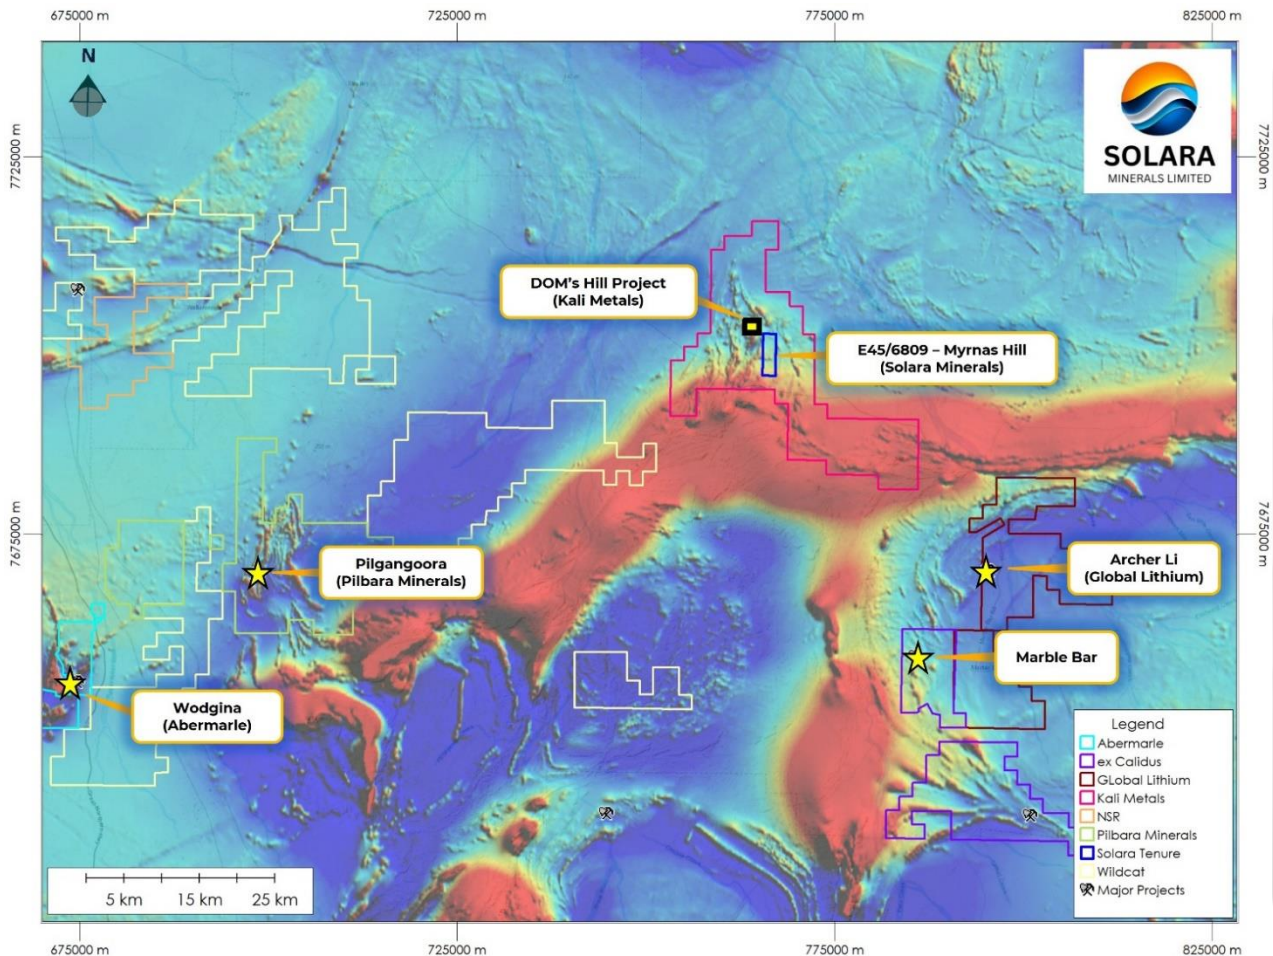 675000 m
725000 m
775000 m
825000 m
N
SOLARA
MINERALS LIMITED
7725000 m
7725000 m
DOM's Hill Project
(Kali Metals)
E45/6809 – Myrnas Hill
(Solara Minerals)
7675000 m
7675000 m
Pilgangoora
(Pilbara Minerals)
Archer Li
(Global Lithium)
Marble Bar
Wodgina
(Abermarle)
Legend
Abermarle
ex Calidus
GLobal Lithium
Kali Metals
NSR
Pilbara Minerals
Solara Tenure
Wildcat
Major Projects
5 km
15 km
25 km
675000 m
725000 m
775000 m
825000 m